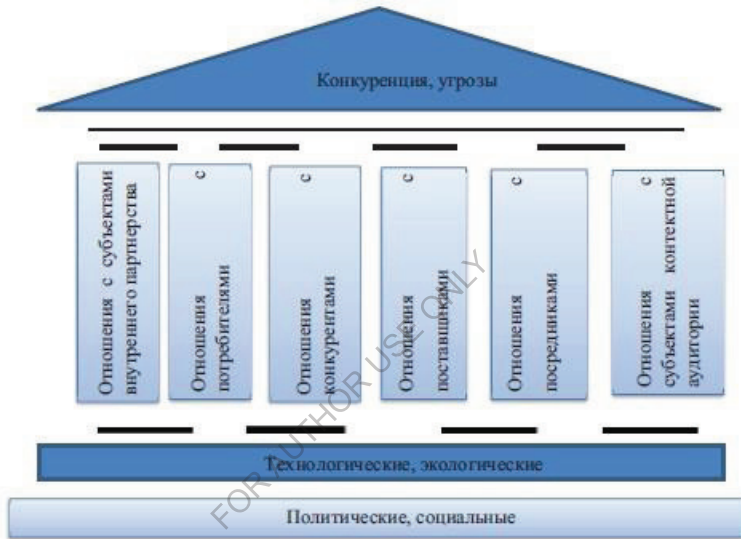 Конкуренция, угрозы
Отношения с субъектами
внутреннего партнерства
Отношения с
потребителями
Отношения с
конкурентами
Отношения с
поставщиками
Отношения с
посредниками
Отношения с
субъектами контектной
аудитории
FOR AUTHOR USE ONLY
Технологические, экологические
Политические, социальные